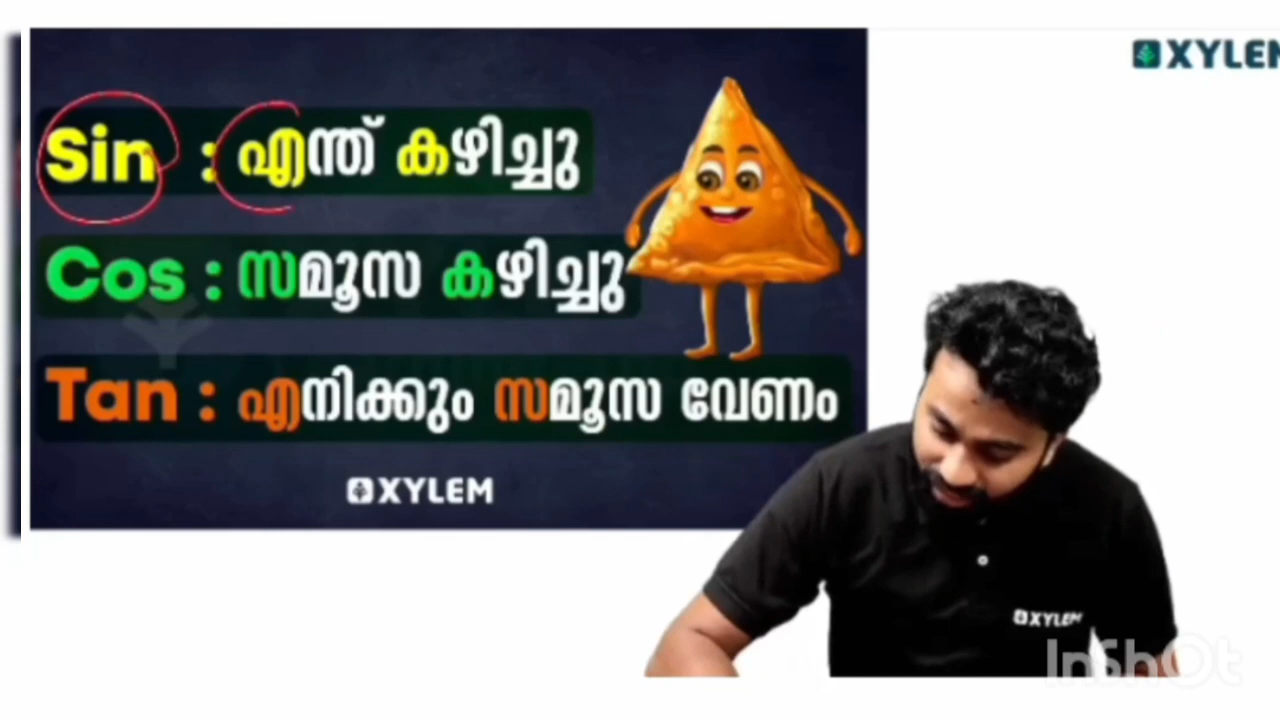 XYLEM
Sin : എന്ത് കഴിച്ചു
Cos : സമൂസ കഴിച്ചു
Tan : എനിക്കും സമൂസ വേണം
XYLEM
XYLEM
InShOt